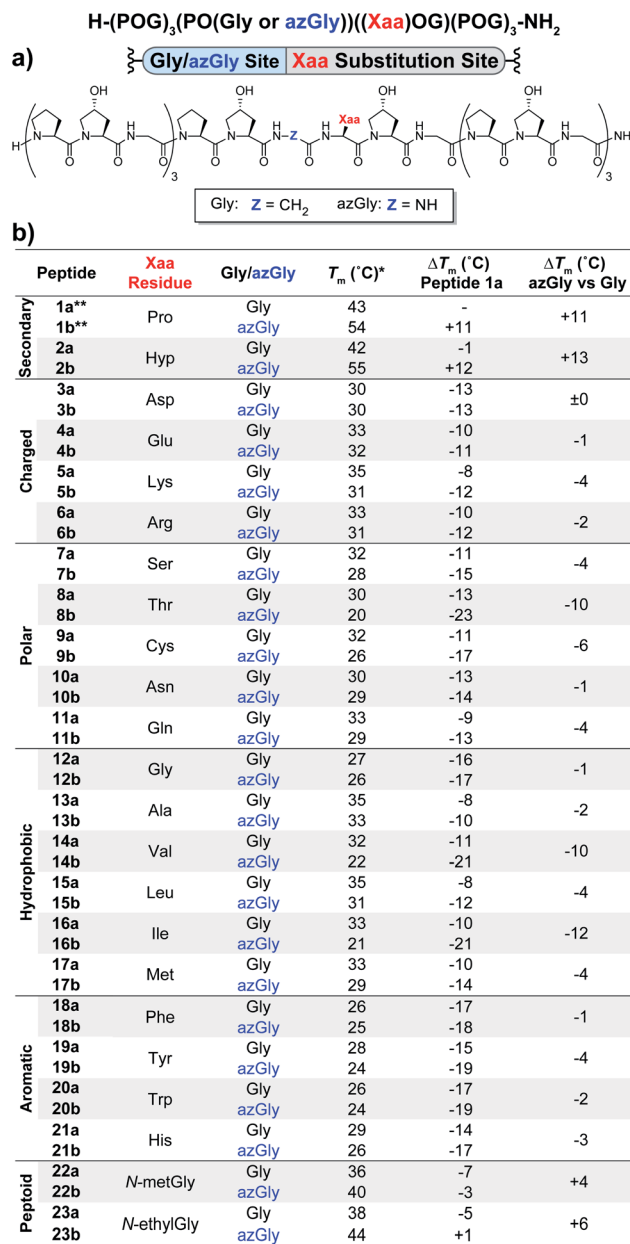 H-(POG)3(PO(Gly or azGly))((Xaa)OG)(POG)3-NH2
a) Gly/azGly Site Xaa Substitution Site
OH OH Xaa OH OH
H N N O O H N O 3 N N O O H N Z O H N O N O H N O N N O O H N O 3 NH2
Gly: Z = CH2 azGly: Z = NH
b)
Peptide Xaa Residue Gly/azGly Tm (˚C)* ΔTm (˚C) Peptide 1a ΔTm (˚C) azGly vs Gly
Secondary
1a** Pro Gly 43 - +11
1b** azGly 54 +11
2a Hyp Gly 42 -1 +13
2b azGly 55 +12
Charged
3a Asp Gly 30 -13 ±0
3b azGly 30 -13
4a Glu Gly 33 -10 -1
4b azGly 32 -11
5a Lys Gly 35 -8 -4
5b azGly 31 -12
6a Arg Gly 33 -10 -2
6b azGly 31 -12
Polar
7a Ser Gly 32 -11 -4
7b azGly 28 -15
8a Thr Gly 30 -13 -10
8b azGly 20 -23
9a Cys Gly 32 -11 -6
9b azGly 26 -17
10a Asn Gly 30 -13 -1
10b azGly 29 -14
11a Gln Gly 33 -9 -4
11b azGly 29 -13
Hydrophobic
12a Gly Gly 27 -16 -1
12b azGly 26 -17
13a Ala Gly 35 -8 -2
13b azGly 33 -10
14a Val Gly 32 -11 -10
14b azGly 22 -21
15a Leu Gly 35 -8 -4
15b azGly 31 -12
16a Ile Gly 33 -10 -12
16b azGly 21 -21
17a Met Gly 33 -10 -4
17b azGly 29 -14
Aromatic
18a Phe Gly 26 -17 -1
18b azGly 25 -18
19a Tyr Gly 28 -15 -4
19b azGly 24 -19
20a Trp Gly 26 -17 -2
20b azGly 24 -19
21a His Gly 29 -14 -3
21b azGly 26 -17
Peptoid
22a N-metGly Gly 36 -7 +4
22b azGly 40 -3
23a N-ethylGly Gly 38 -5 +6
23b azGly 44 +1